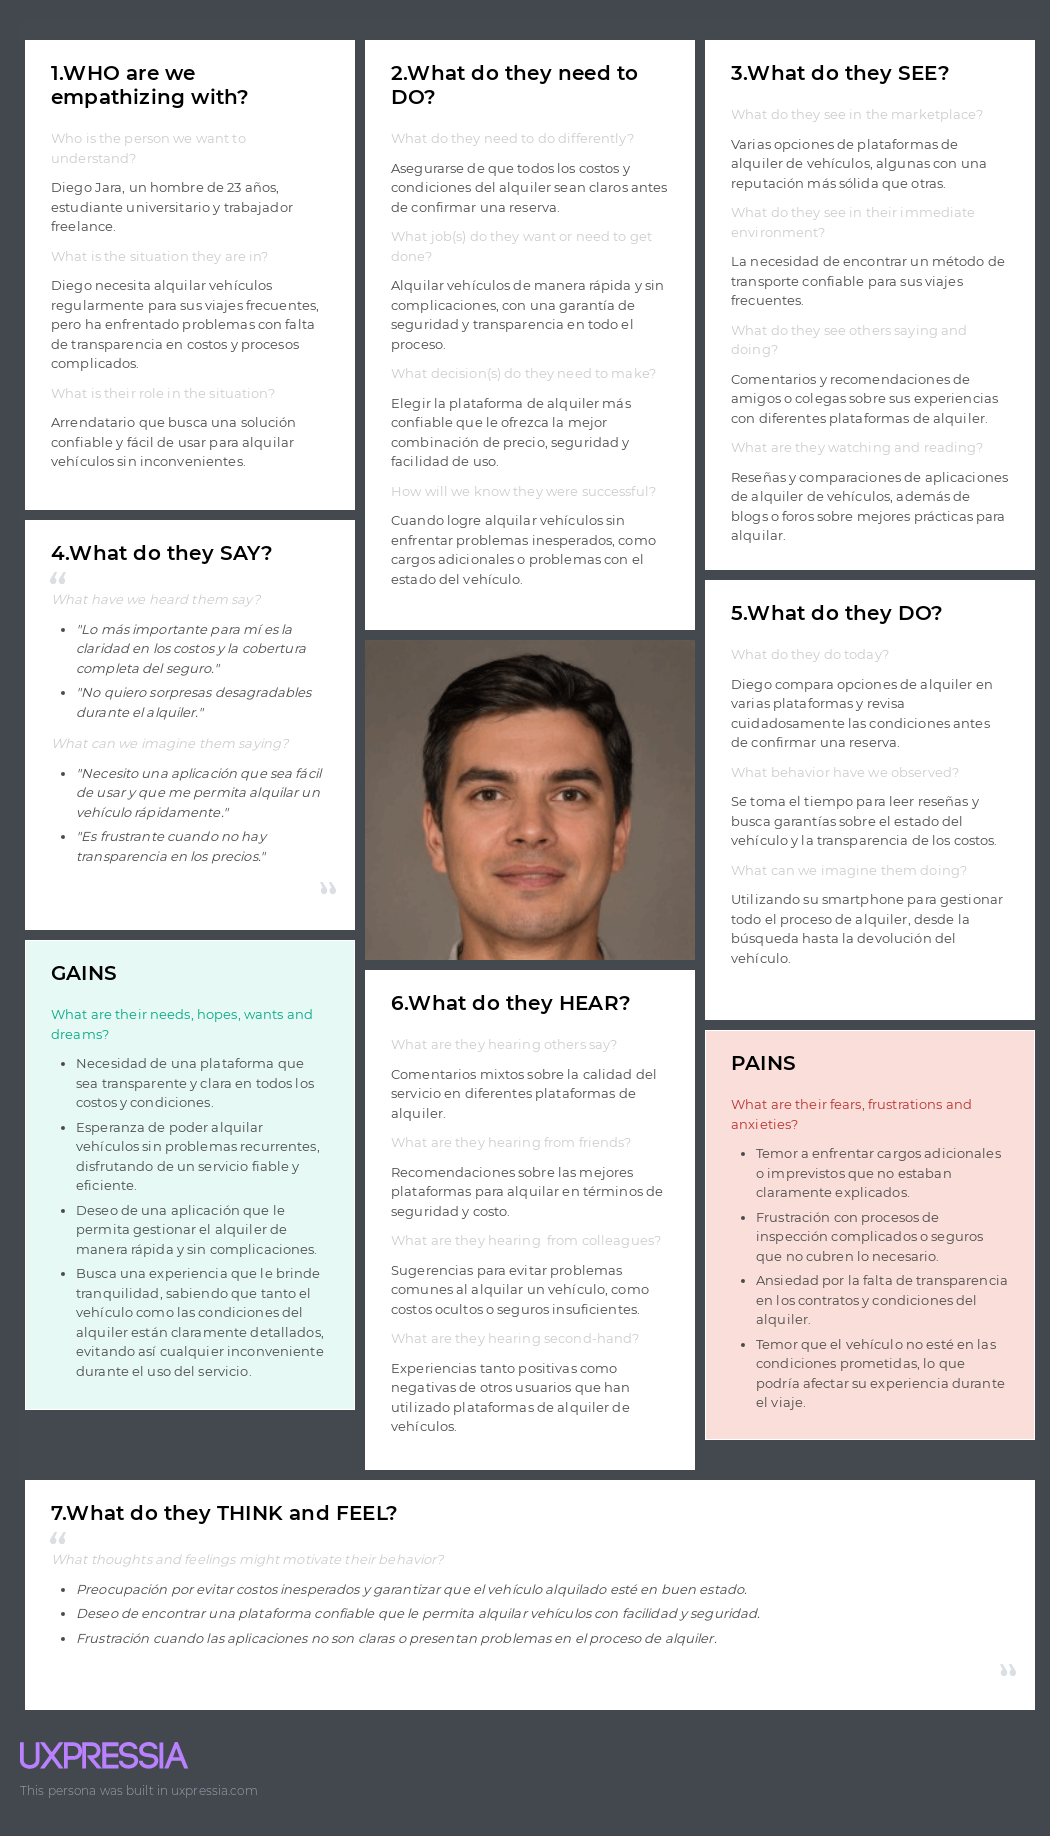 1.WHO are we
empathizing with?
Who is the person we want to
understand?
Diego Jara, un hombre de 23 años,
estudiante universitario y trabajador
freelance.
What is the situation they are in?
Diego necesita alquilar vehículos
regularmente para sus viajes frecuentes,
pero ha enfrentado problemas con falta
de transparencia en costos y procesos
complicados.
What is their role in the situation?
Arrendatario que busca una solución
confiable y fácil de usar para alquilar
vehículos sin inconvenientes.
2.What do they need to
DO?
What do they need to do differently?
Asegurarse de que todos los costos y
condiciones del alquiler sean claros antes
de confirmar una reserva.
What job(s) do they want or need to get
done?
Alquilar vehículos de manera rápida y sin
complicaciones, con una garantía de
seguridad y transparencia en todo el
proceso.
What decision(s) do they need to make?
Elegir la plataforma de alquiler más
confiable que le ofrezca la mejor
combinación de precio, seguridad y
facilidad de uso.
How will we know they were successful?
Cuando logre alquilar vehículos sin
enfrentar problemas inesperados, como
cargos adicionales o problemas con el
estado del vehículo.
3.What do they SEE?
What do they see in the marketplace?
Varias opciones de plataformas de
alquiler de vehículos, algunas con una
reputación más sólida que otras.
What do they see in their immediate
environment?
La necesidad de encontrar un método de
transporte confiable para sus viajes
frecuentes.
What do they see others saying and
doing?
Comentarios y recomendaciones de
amigos o colegas sobre sus experiencias
con diferentes plataformas de alquiler.
What are they watching and reading?
Reseñas y comparaciones de aplicaciones
de alquiler de vehículos, además de
blogs o foros sobre mejores prácticas para
alquilar.
4.What do they SAY?
“
What have we heard them say?
• "Lo más importante para mí es la
claridad en los costos y la cobertura
completa del seguro."
• "No quiero sorpresas desagradables
durante el alquiler."
What can we imagine them saying?
• "Necesito una aplicación que sea fácil
de usar y que me permita alquilar un
vehículo rápidamente."
• "Es frustrante cuando no hay
transparencia en los precios."
”
5.What do they DO?
What do they do today?
Diego compara opciones de alquiler en
varias plataformas y revisa
cuidadosamente las condiciones antes
de confirmar una reserva.
What behavior have we observed?
Se toma el tiempo para leer reseñas y
busca garantías sobre el estado del
vehículo y la transparencia de los costos.
What can we imagine them doing?
Utilizando su smartphone para gestionar
todo el proceso de alquiler, desde la
búsqueda hasta la devolución del
vehículo.
GAINS
What are their needs, hopes, wants and
dreams?
• Necesidad de una plataforma que
sea transparente y clara en todos los
costos y condiciones.
• Esperanza de poder alquilar
vehículos sin problemas recurrentes,
disfrutando de un servicio fiable y
eficiente.
• Deseo de una aplicación que le
permita gestionar el alquiler de
manera rápida y sin complicaciones.
• Busca una experiencia que le brinde
tranquilidad, sabiendo que tanto el
vehículo como las condiciones del
alquiler están claramente detallados,
evitando así cualquier inconveniente
durante el uso del servicio.
6.What do they HEAR?
What are they hearing others say?
Comentarios mixtos sobre la calidad del
servicio en diferentes plataformas de
alquiler.
What are they hearing from friends?
Recomendaciones sobre las mejores
plataformas para alquilar en términos de
seguridad y costo.
What are they hearing from colleagues?
Sugerencias para evitar problemas
comunes al alquilar un vehículo, como
costos ocultos o seguros insuficientes.
What are they hearing second-hand?
Experiencias tanto positivas como
negativas de otros usuarios que han
utilizado plataformas de alquiler de
vehículos.
PAINS
What are their fears, frustrations and
anxieties?
• Temor a enfrentar cargos adicionales
o imprevistos que no estaban
claramente explicados.
• Frustración con procesos de
inspección complicados o seguros
que no cubren lo necesario.
• Ansiedad por la falta de transparencia
en los contratos y condiciones del
alquiler.
• Temor que el vehículo no esté en las
condiciones prometidas, lo que
podría afectar su experiencia durante
el viaje.
7.What do they THINK and FEEL?
“
What thoughts and feelings might motivate their behavior?
• Preocupación por evitar costos inesperados y garantizar que el vehículo alquilado esté en buen estado.
• Deseo de encontrar una plataforma confiable que le permita alquilar vehículos con facilidad y seguridad.
• Frustración cuando las aplicaciones no son claras o presentan problemas en el proceso de alquiler.
”
UXPRESSIA
This persona was built in uxpressia.com